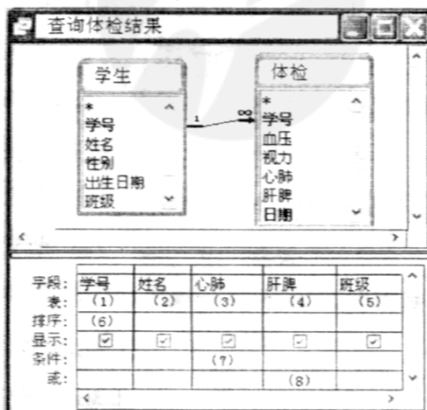 查询体检结果
学生
*
学号
姓名
性别
出生日期
班级
1
∞
体检
*
学号
血压
视力
心肺
肝脾
日期
字段: 学号 姓名 心肺 肝脾 班级
表: (1) (2) (3) (4) (5)
排序: (6)
显示:
条件: (7)
或: (8)